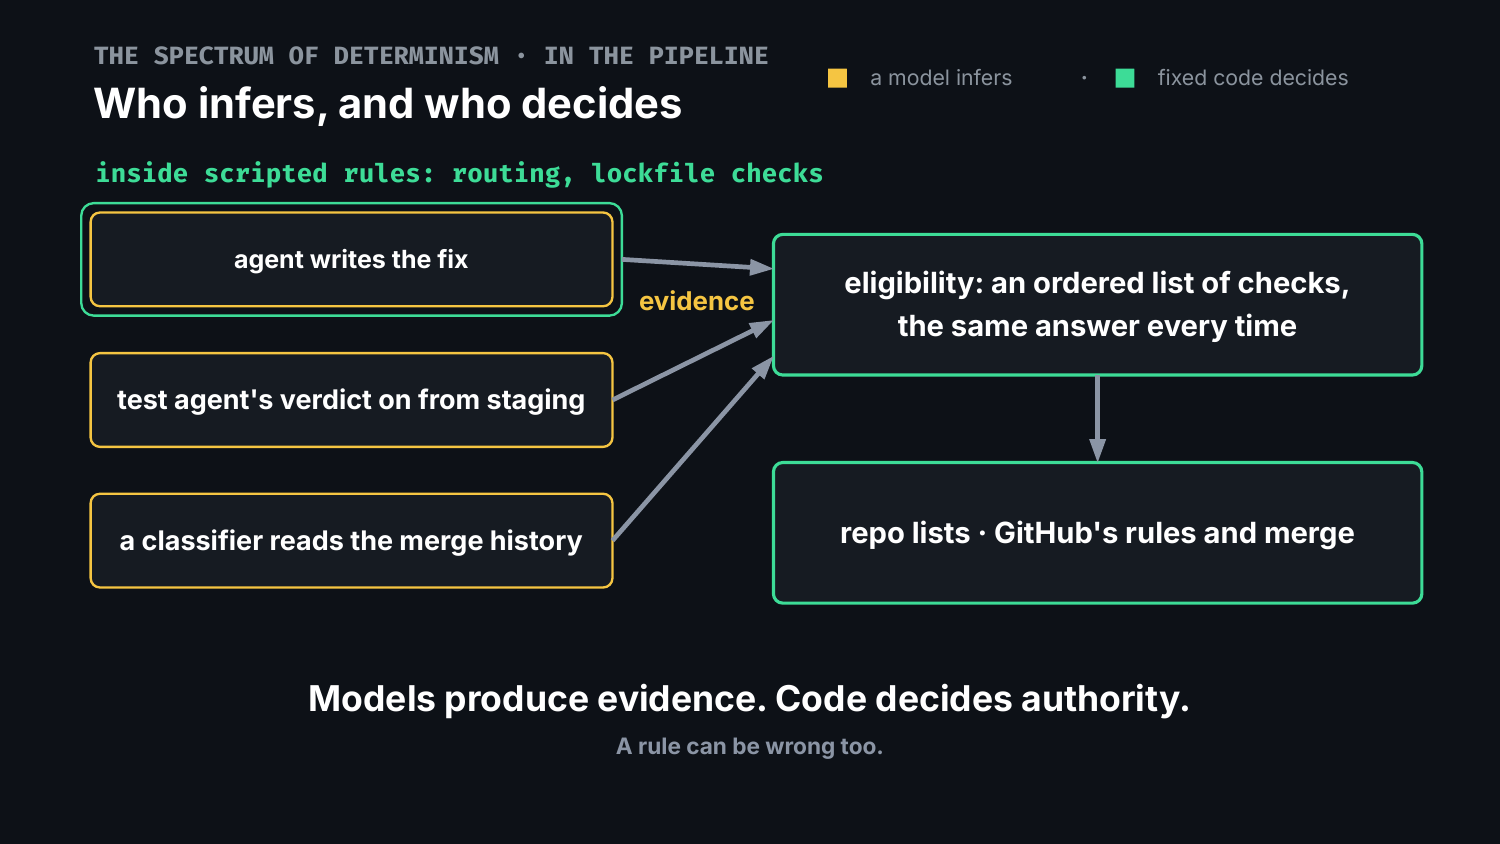 THE SPECTRUM OF DETERMINISM · IN THE PIPELINE
Who infers, and who decides
a model infers · fixed code decides
inside scripted rules: routing, lockfile checks
agent writes the fix
evidence
test agent's verdict on from staging
a classifier reads the merge history
eligibility: an ordered list of checks,
the same answer every time
repo lists · GitHub's rules and merge
Models produce evidence. Code decides authority.
A rule can be wrong too.